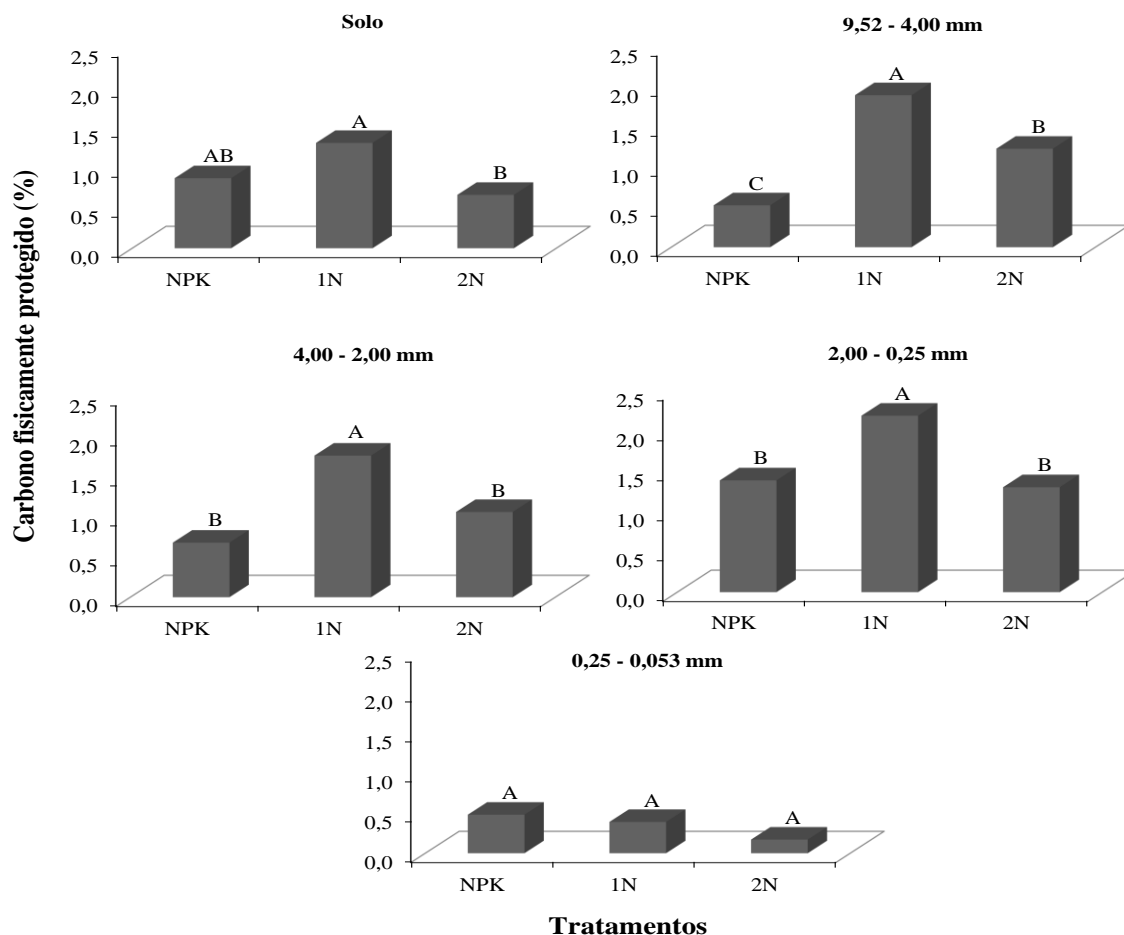 Carbono fisicamente protegido (%)
Solo
2,5
2,0
1,5
1,0
0,5
0,0
AB
A
B
NPK
1N
2N
9,52 - 4,00 mm
2,5
2,0
1,5
1,0
0,5
0,0
C
A
B
NPK
1N
2N
4,00 - 2,00 mm
2,5
2,0
1,5
1,0
0,5
0,0
B
A
B
NPK
1N
2N
2,00 - 0,25 mm
2,5
2,0
1,5
1,0
0,5
0,0
B
A
B
NPK
1N
2N
0,25 - 0,053 mm
2,5
2,0
1,5
1,0
0,5
0,0
A
A
A
NPK
1N
2N
Tratamentos